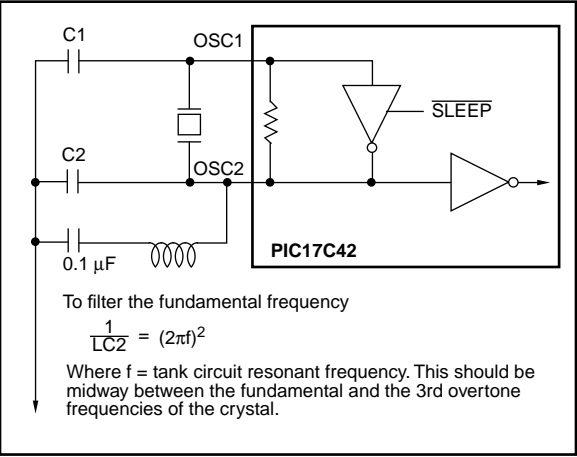 C1
OSC1
SLEEP
C2
OSC2
0.1 µF
PIC17C42
To filter the fundamental frequency
1
LC2
= (2πf)2
Where f = tank circuit resonant frequency. This should be
midway between the fundamental and the 3rd overtone
frequencies of the crystal.